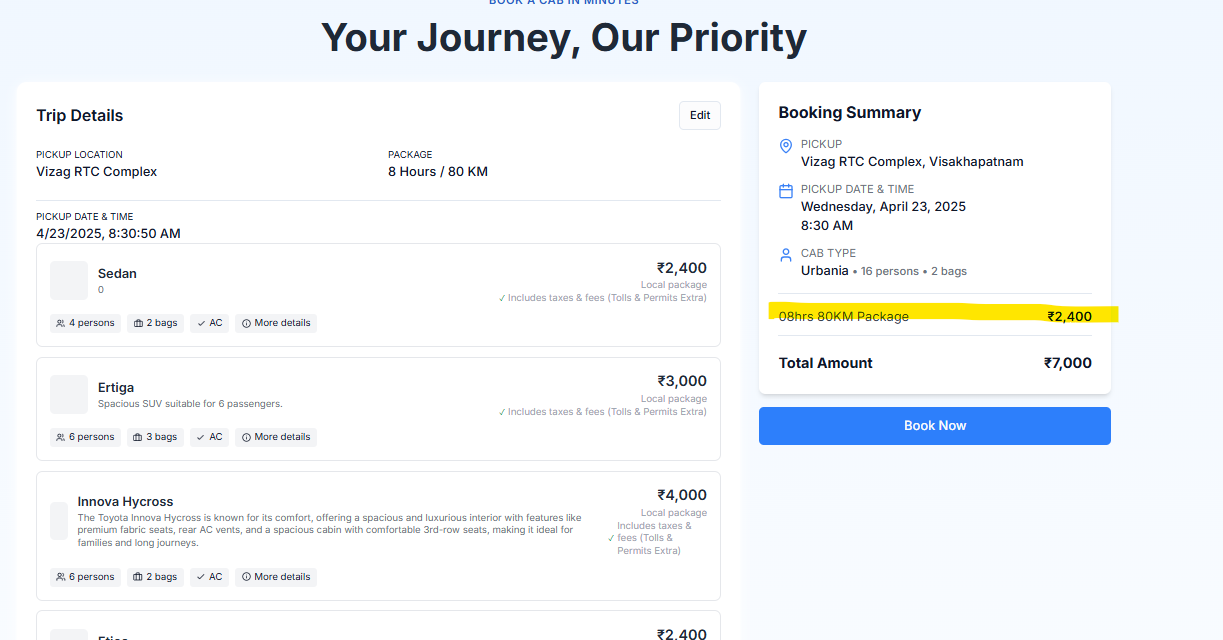 BOOK A CAB IN MINUTES
Your Journey, Our Priority
Trip Details
Edit
PICKUP LOCATION
Vizag RTC Complex
PACKAGE
8 Hours / 80 KM
PICKUP DATE & TIME
4/23/2025, 8:30:50 AM
Sedan
0
₹2,400
Local package
✓ Includes taxes & fees (Tolls & Permits Extra)
4 persons
2 bags
AC
More details
Ertiga
Spacious SUV suitable for 6 passengers.
₹3,000
Local package
✓ Includes taxes & fees (Tolls & Permits Extra)
6 persons
3 bags
AC
More details
Innova Hycross
The Toyota Innova Hycross is known for its comfort, offering a spacious and luxurious interior with features like
premium fabric seats, rear AC vents, and a spacious cabin with comfortable 3rd-row seats, making it ideal for
families and long journeys.
₹4,000
Local package
Includes taxes &
✓ fees (Tolls &
Permits Extra)
6 persons
2 bags
AC
More details
₹2,400
Booking Summary
PICKUP
Vizag RTC Complex, Visakhapatnam
PICKUP DATE & TIME
Wednesday, April 23, 2025
8:30 AM
CAB TYPE
Urbania • 16 persons • 2 bags
08hrs 80KM Package ₹2,400
Total Amount ₹7,000
Book Now